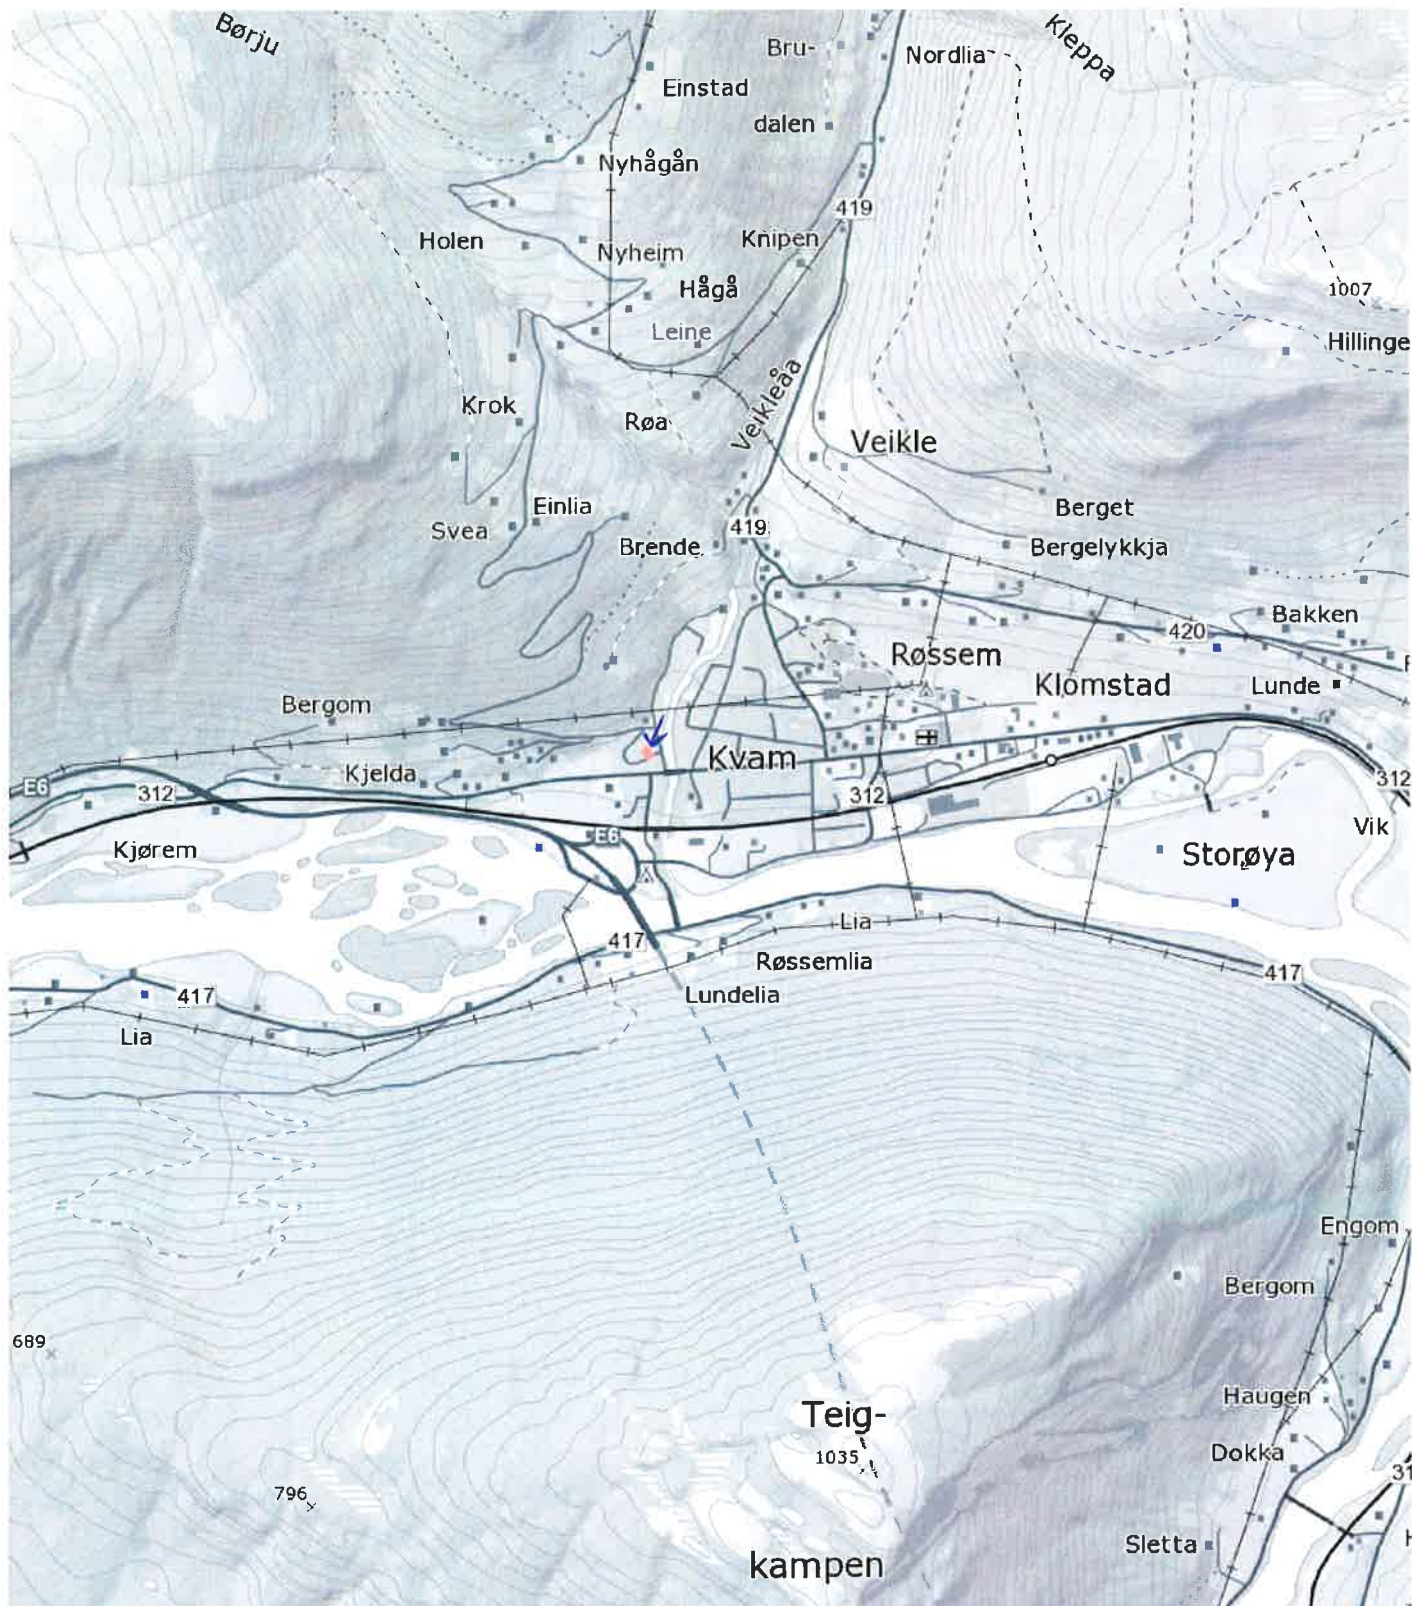 Børju
Bru-
Nordlia
Kleppa
Einstad
dalen
Nyhågån
419
Holen
Nyheim
Knipen
Hågå
1007
Leine
Hillinge
Krok
Røa
Veikleåa
Veikle
Einlia
Berget
Svea
419
Brende
Bergelykkja
Bakken
420
Røssem
Klomstad
Lunde
Bergom
Kvam
Kjelda
E6
312
312
312
E6
Vik
Kjørem
Storøya
Lia
417
Røssemlia
417
417
Lundelia
Lia
Engom
Bergom
689
Haugen
Teig-
Dokka
1035
31
796
Sletta
kampen